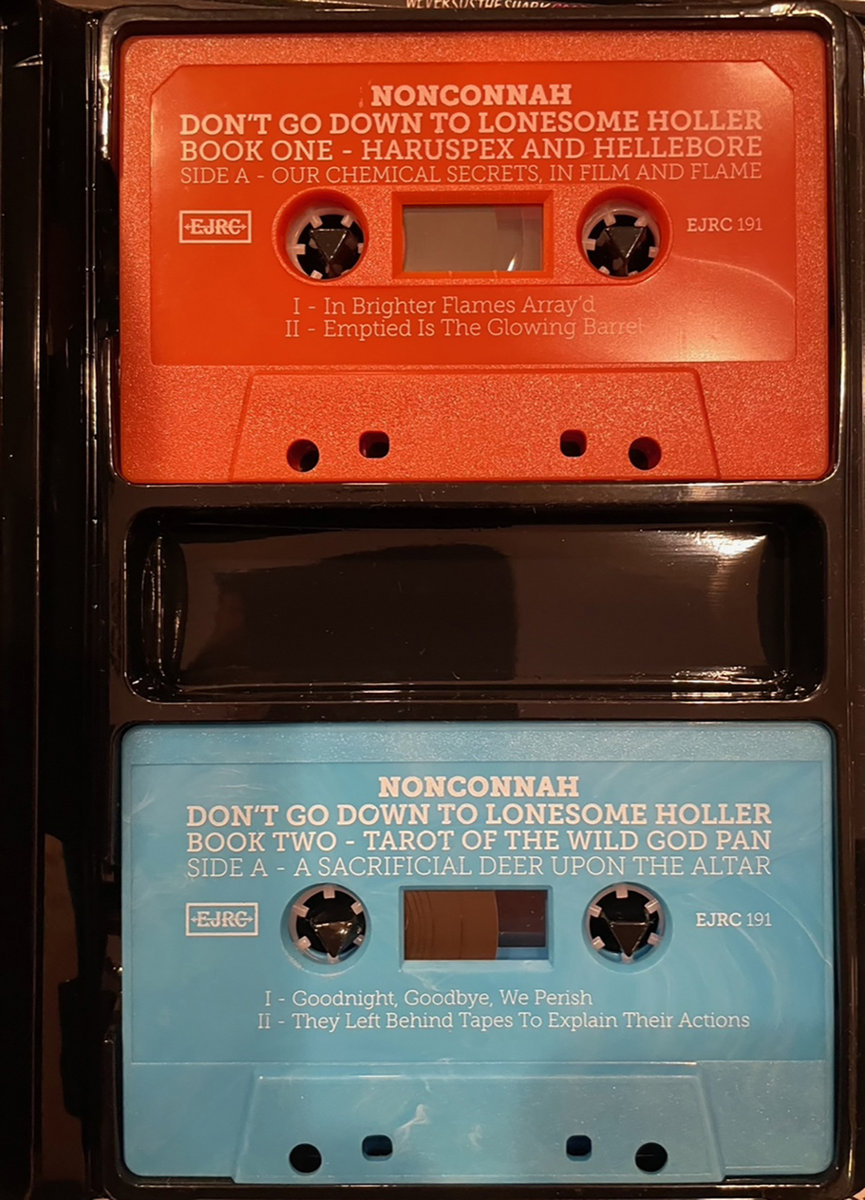 WEVERSUSTHESHARK
NONCONNAH
DON'T GO DOWN TO LONESOME HOLLER
BOOK ONE - HARUSPEX AND HELLEBORE
SIDE A - OUR CHEMICAL SECRETS, IN FILM AND FLAME
EJRC
EJRC 191
I - In Brighter Flames Array'd
II - Emptied Is The Glowing Barrel
NONCONNAH
DON'T GO DOWN TO LONESOME HOLLER
BOOK TWO - TAROT OF THE WILD GOD PAN
SIDE A - A SACRIFICIAL DEER UPON THE ALTAR
EJRC
EJRC 191
I - Goodnight, Goodbye, We Perish
II - They Left Behind Tapes To Explain Their Actions